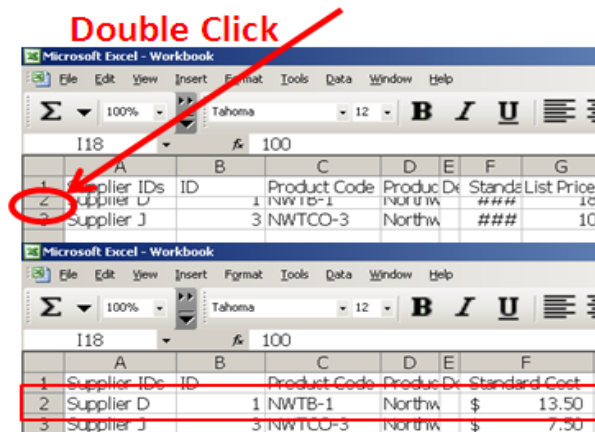 Double Click
Microsoft Excel - Workbook
File Edit View Insert Format Tools Data Window Help
Σ 100% Tahoma 12 B I U
I18 fx 100
A B C D E F G
1 Supplier IDs ID Product Code Produc De Standa List Price
2 Supplier D 1 NWTB-1 Northw ### 18
3 Supplier J 3 NWTCO-3 Northw ### 10
Microsoft Excel - Workbook
File Edit View Insert Format Tools Data Window Help
Σ 100% Tahoma 12 B I U
I18 fx 100
A B C D E F
1 Supplier IDs ID Product Code Produc De Standard Cost
2 Supplier D 1 NWTB-1 Northw $ 13.50
3 Supplier J 3 NWTCO-3 Northw $ 7.50